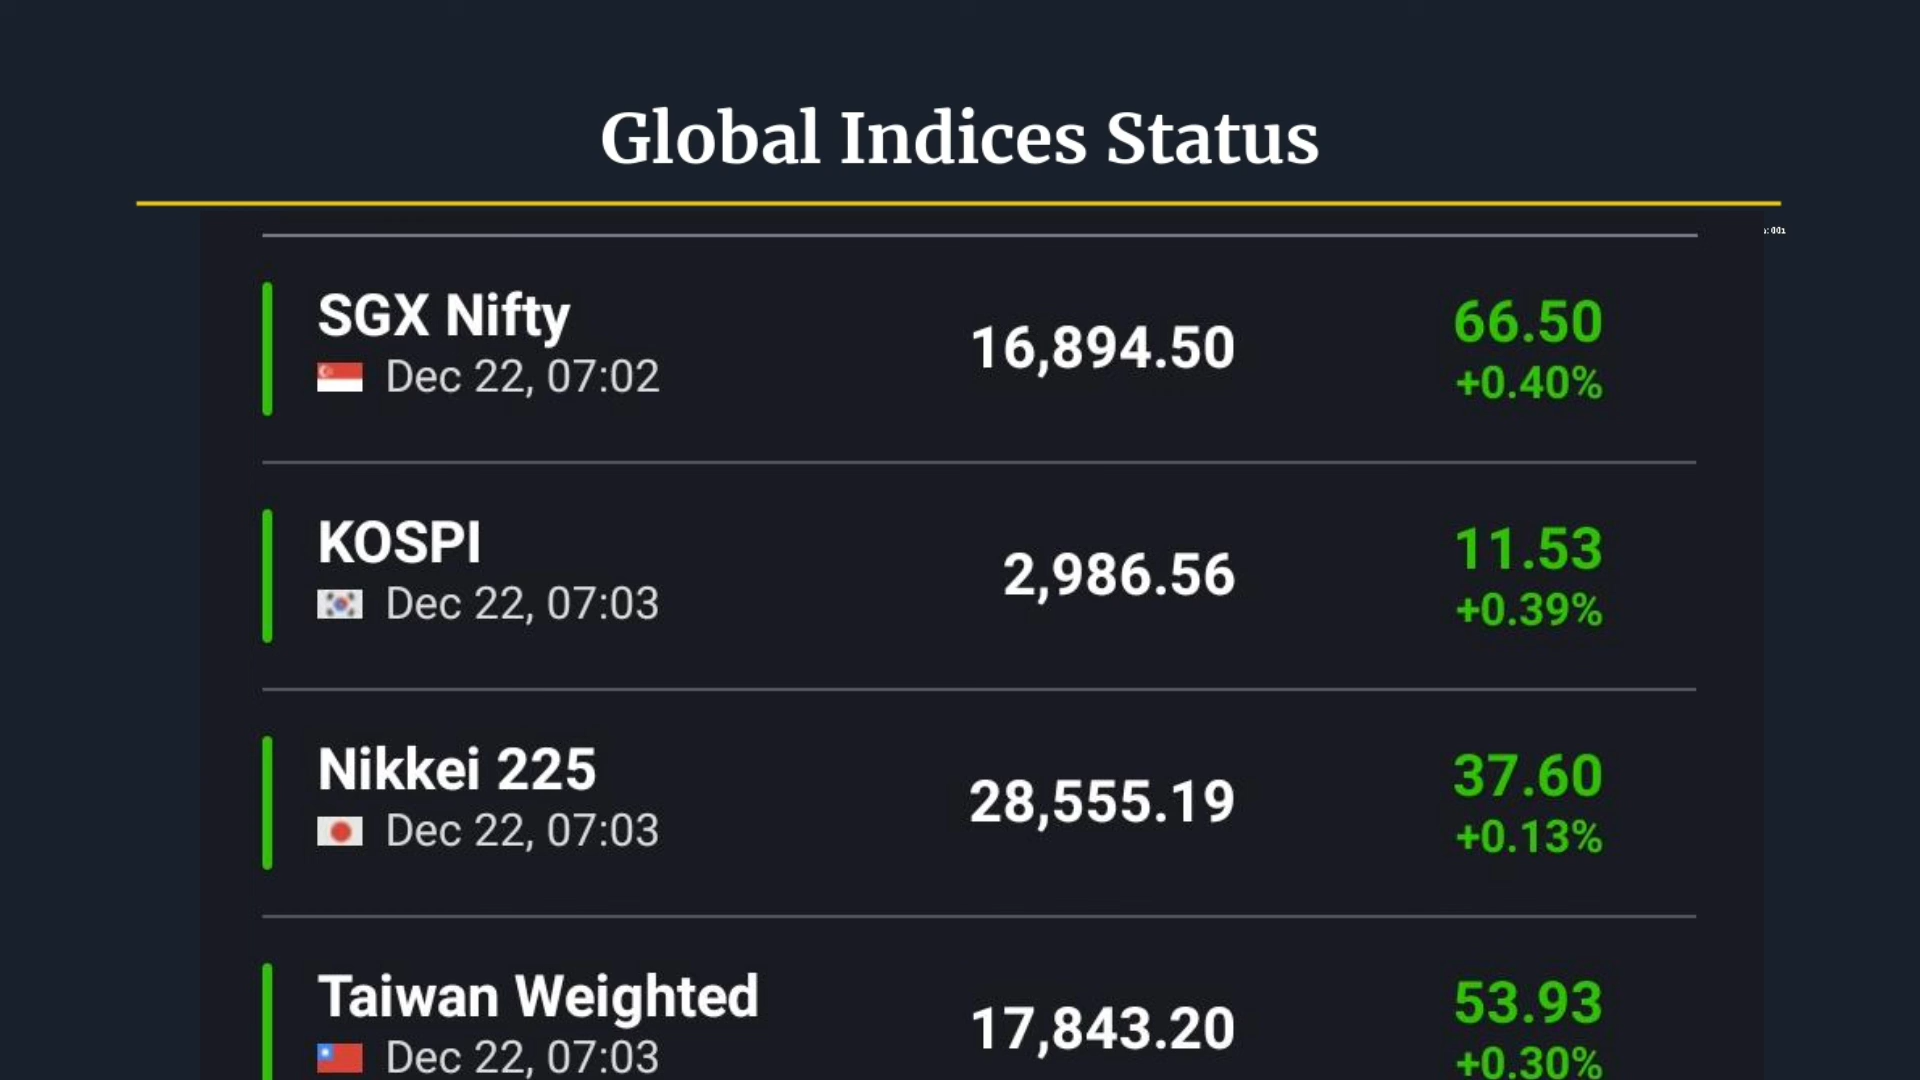 Global Indices Status
SGX Nifty
Dec 22, 07:02
16,894.50
66.50
+0.40%
KOSPI
Dec 22, 07:03
2,986.56
11.53
+0.39%
Nikkei 225
Dec 22, 07:03
28,555.19
37.60
+0.13%
Taiwan Weighted
Dec 22, 07:03
17,843.20
53.93
+0.30%